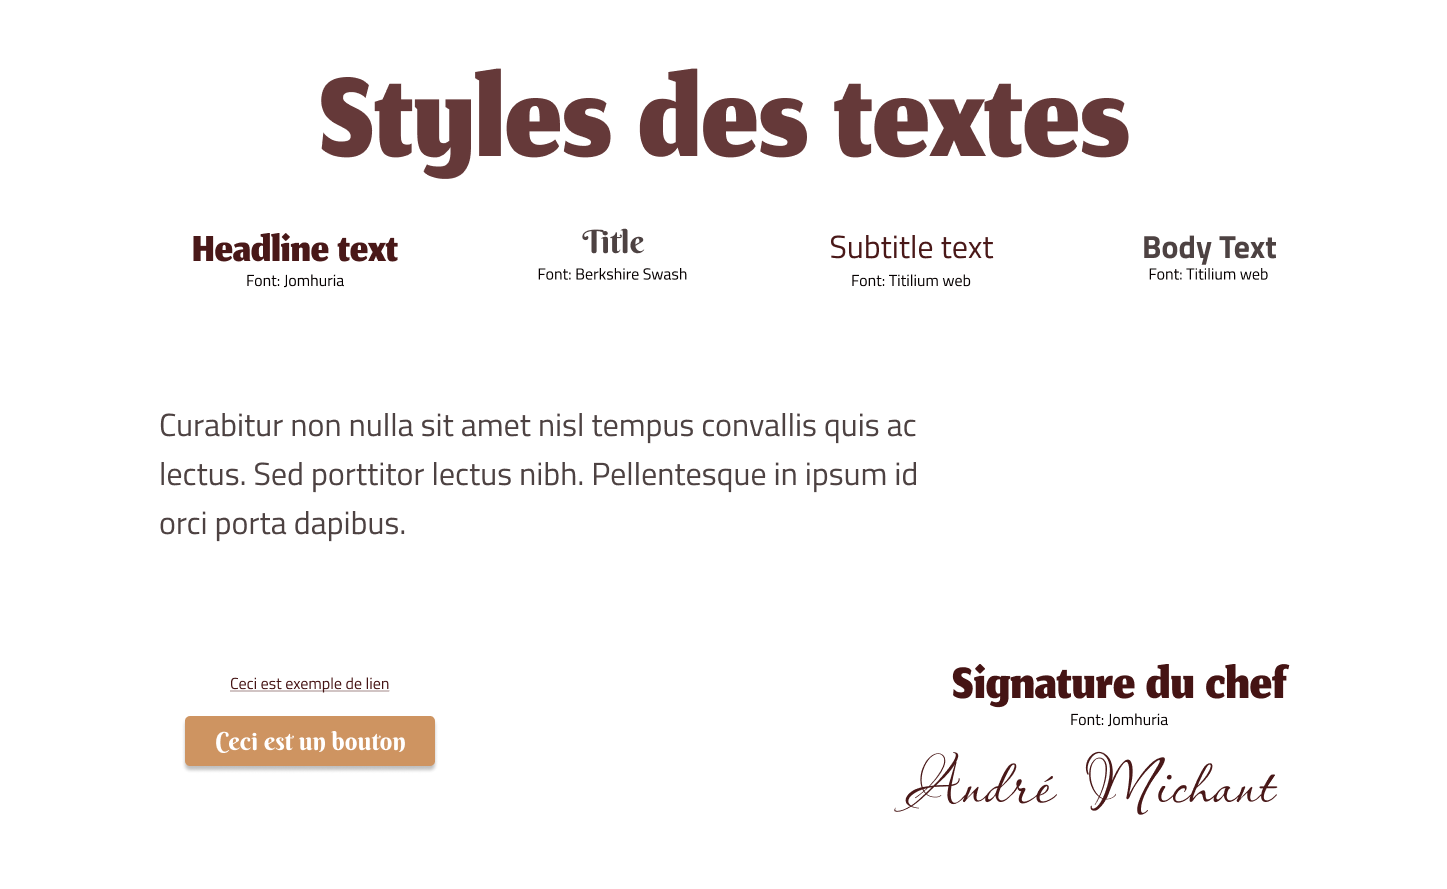 Styles des textes
Headline text
Font: Jomhuria
Title
Font: Berkshire Swash
Subtitle text
Font: Titilium web
Body Text
Font: Titilium web
Curabitur non nulla sit amet nisl tempus convallis quis ac
lectus. Sed porttitor lectus nibh. Pellentesque in ipsum id
orci porta dapibus.
Ceci est exemple de lien
Ceci est un bouton
Signature du chef
Font: Jomhuria
André Michant